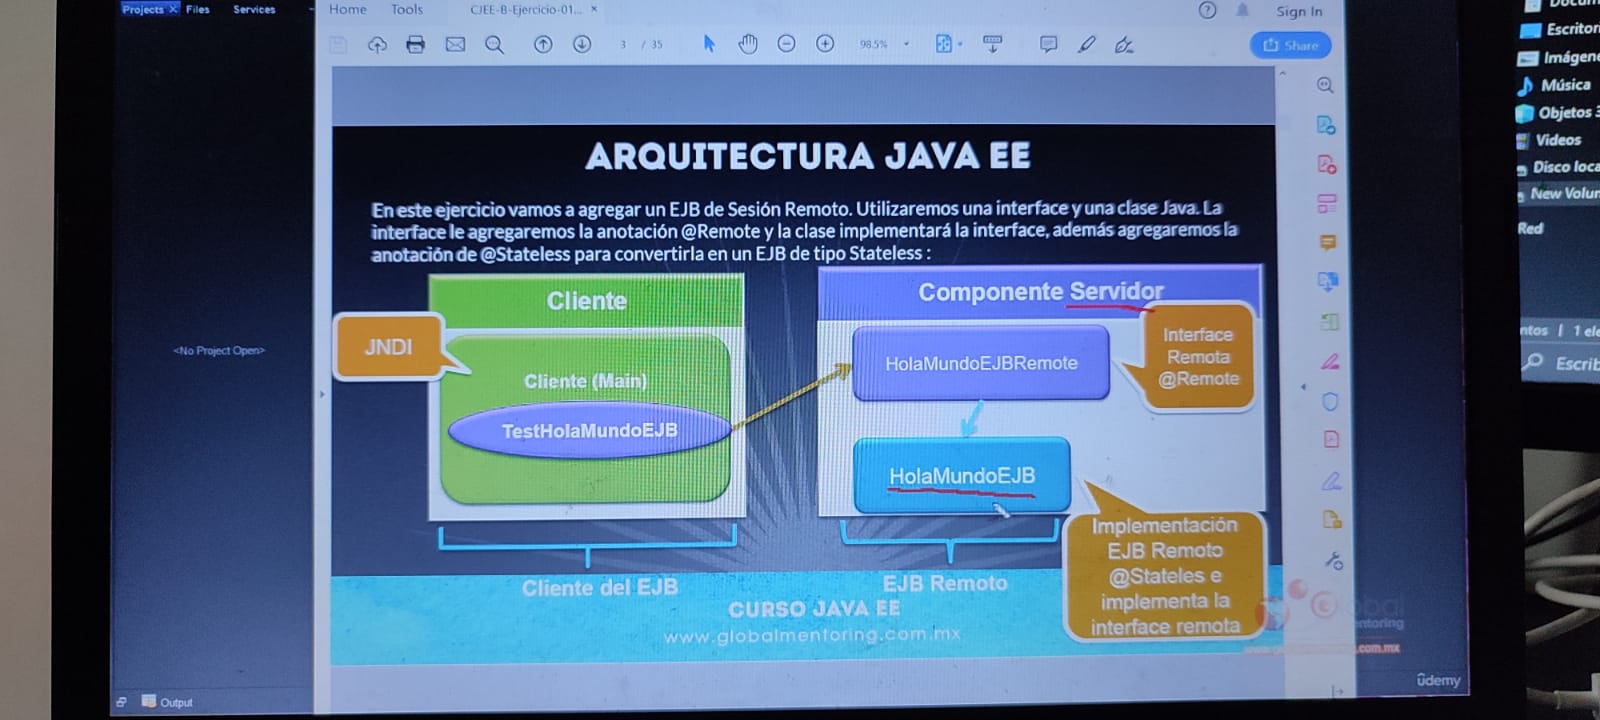 Projects
Files
Services
Home
Tools
CJEE-B-Ejercicio-01...
Sign In
3 / 35
98.5%
Share
ARQUITECTURA JAVA EE
En este ejercicio vamos a agregar un EJB de Sesión Remoto. Utilizaremos una interface y una clase Java. La
interface le agregaremos la anotación @Remote y la clase implementará la interface, además agregaremos la
anotación de @Stateless para convertirla en un EJB de tipo Stateless :
Cliente
JNDI
Cliente (Main)
TestHolaMundoEJB
Cliente del EJB
Componente Servidor
HolaMundoEJBRemote
Interface
Remota
@Remote
HolaMundoEJB
Implementación
EJB Remoto
@Stateles e
implementa la
interface remota
EJB Remoto
CURSO JAVA EE
www.globalmentoring.com.mx
<No Project Open>
Output
ûdemy
Escritor
Imágene
Música
Objetos 3
Videos
Disco loca
New Volur
Red
ntos
1 ele
Escrib